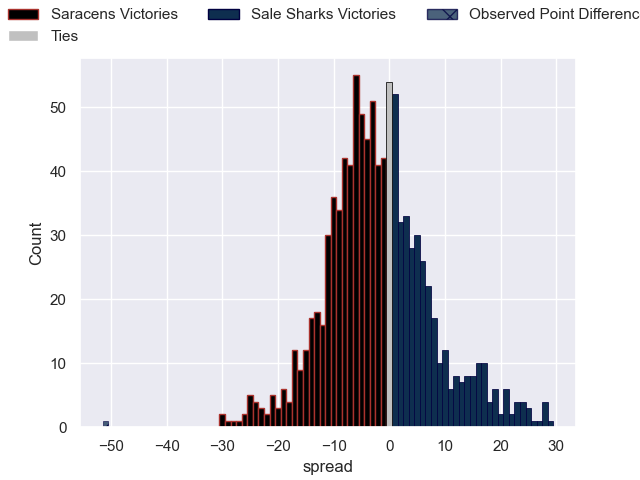 Saracens Victories
Sale Sharks Victories
Observed Point Differenc
Ties
Count
50
40
30
20
10
0
−50
−40
−30
−20
−10
0
10
20
30
spread